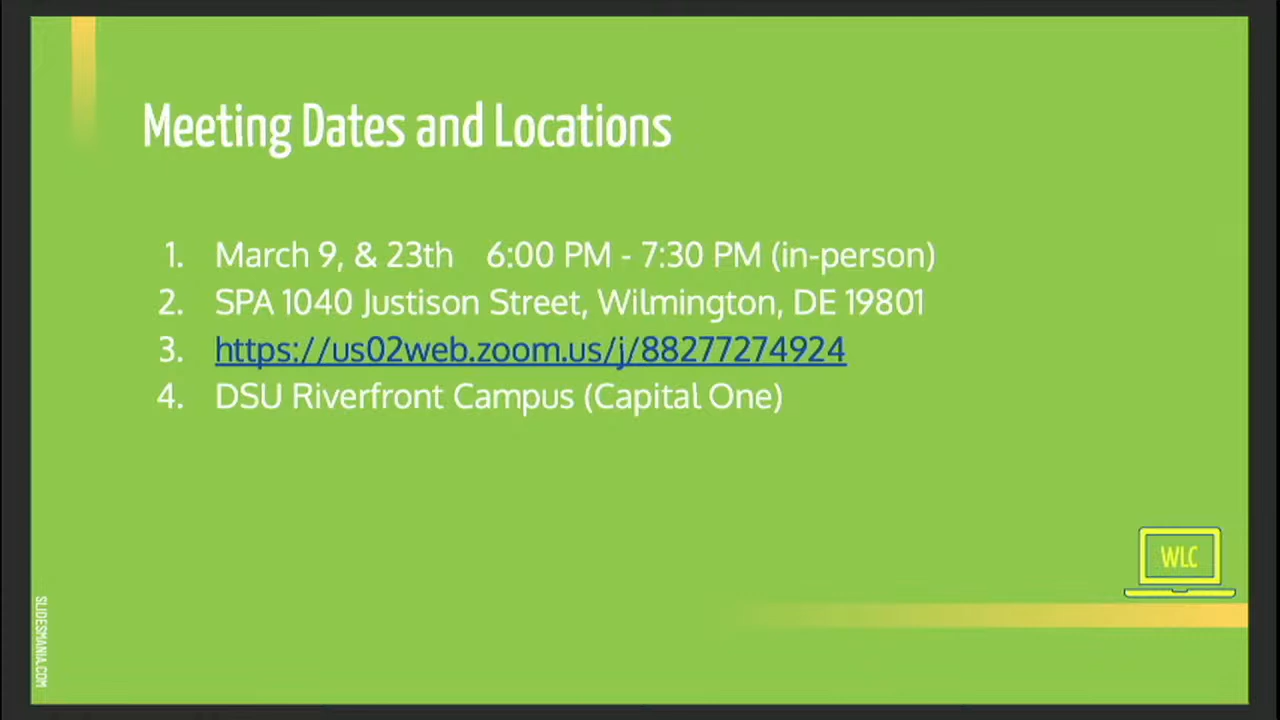 Meeting Dates and Locations
1. March 9, & 23th 6:00 PM - 7:30 PM (in-person)
2. SPA 1040 Justison Street, Wilmington, DE 19801
3. https://us02web.zoom.us/j/88277274924
4. DSU Riverfront Campus (Capital One)
WLC
SLIDESMANIA.COM